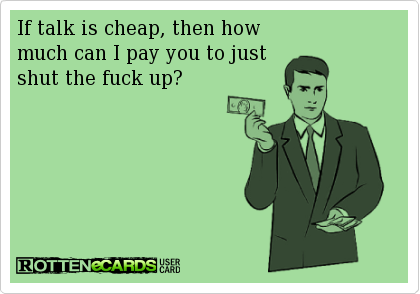 If talk is cheap, then how
much can I pay you to just
shut the fuck up?
ROTTENeCARDS USER
CARD